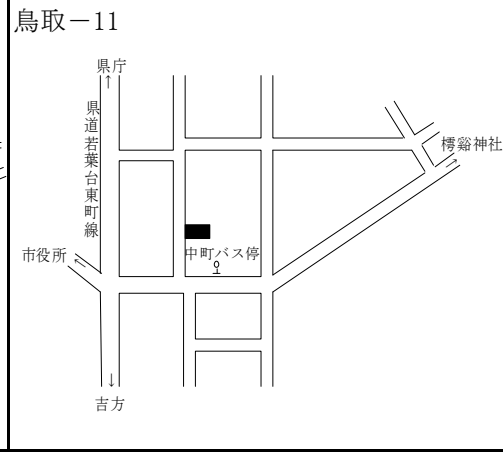 鳥取－11
県庁
↑
県道若葉台東町線
樗谿神社
市役所
中町バス停
↓
吉方